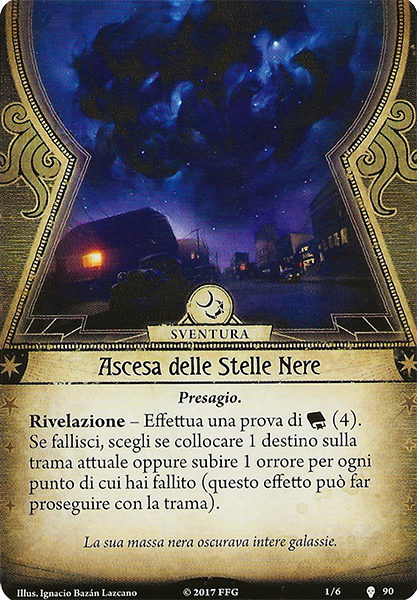 SVENTURA
Ascesa delle Stelle Nere
Presagio.
Rivelazione – Effettua una prova di (4).
Se fallisci, scegli se collocare 1 destino sulla
trama attuale oppure subire 1 orrore per ogni
punto di cui hai fallito (questo effetto può far
proseguire con la trama).
La sua massa nera oscurava intere galassie.
Illus. Ignacio Bazán Lazcano © 2017 FFG 1/6 90